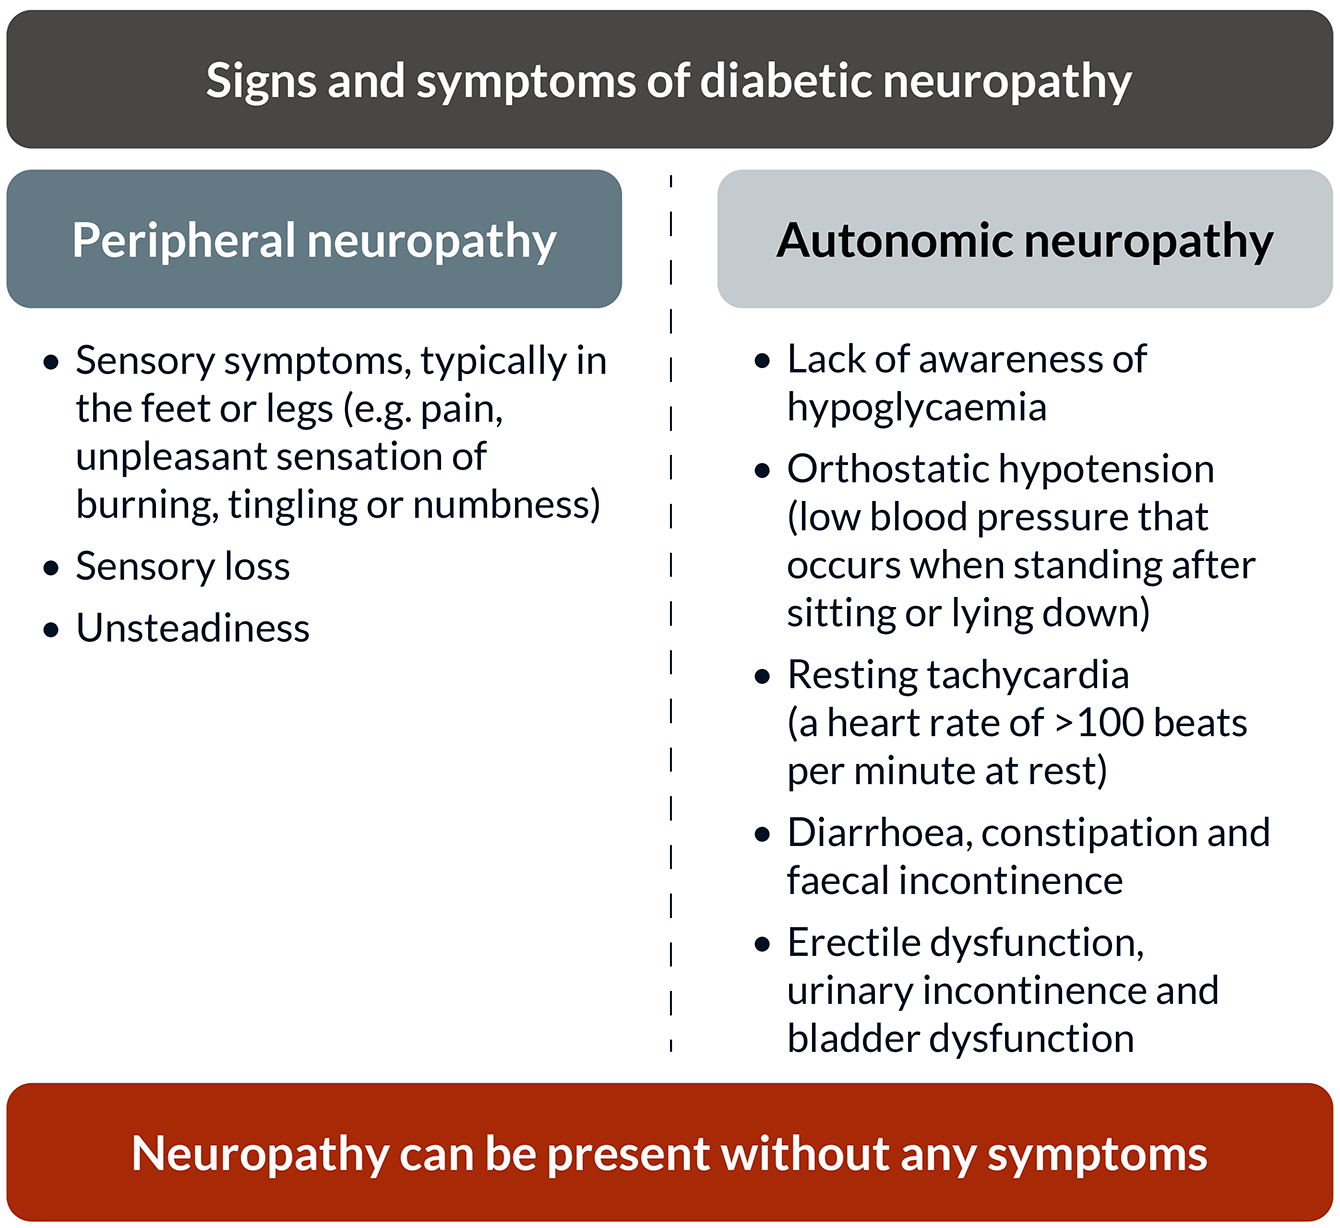 Signs and symptoms of diabetic neuropathy
Peripheral neuropathy
• Sensory symptoms, typically in
the feet or legs (e.g. pain,
unpleasant sensation of
burning, tingling or numbness)
• Sensory loss
• Unsteadiness
Autonomic neuropathy
• Lack of awareness of
hypoglycaemia
• Orthostatic hypotension
(low blood pressure that
occurs when standing after
sitting or lying down)
• Resting tachycardia
(a heart rate of >100 beats
per minute at rest)
• Diarrhoea, constipation and
faecal incontinence
• Erectile dysfunction,
urinary incontinence and
bladder dysfunction
Neuropathy can be present without any symptoms